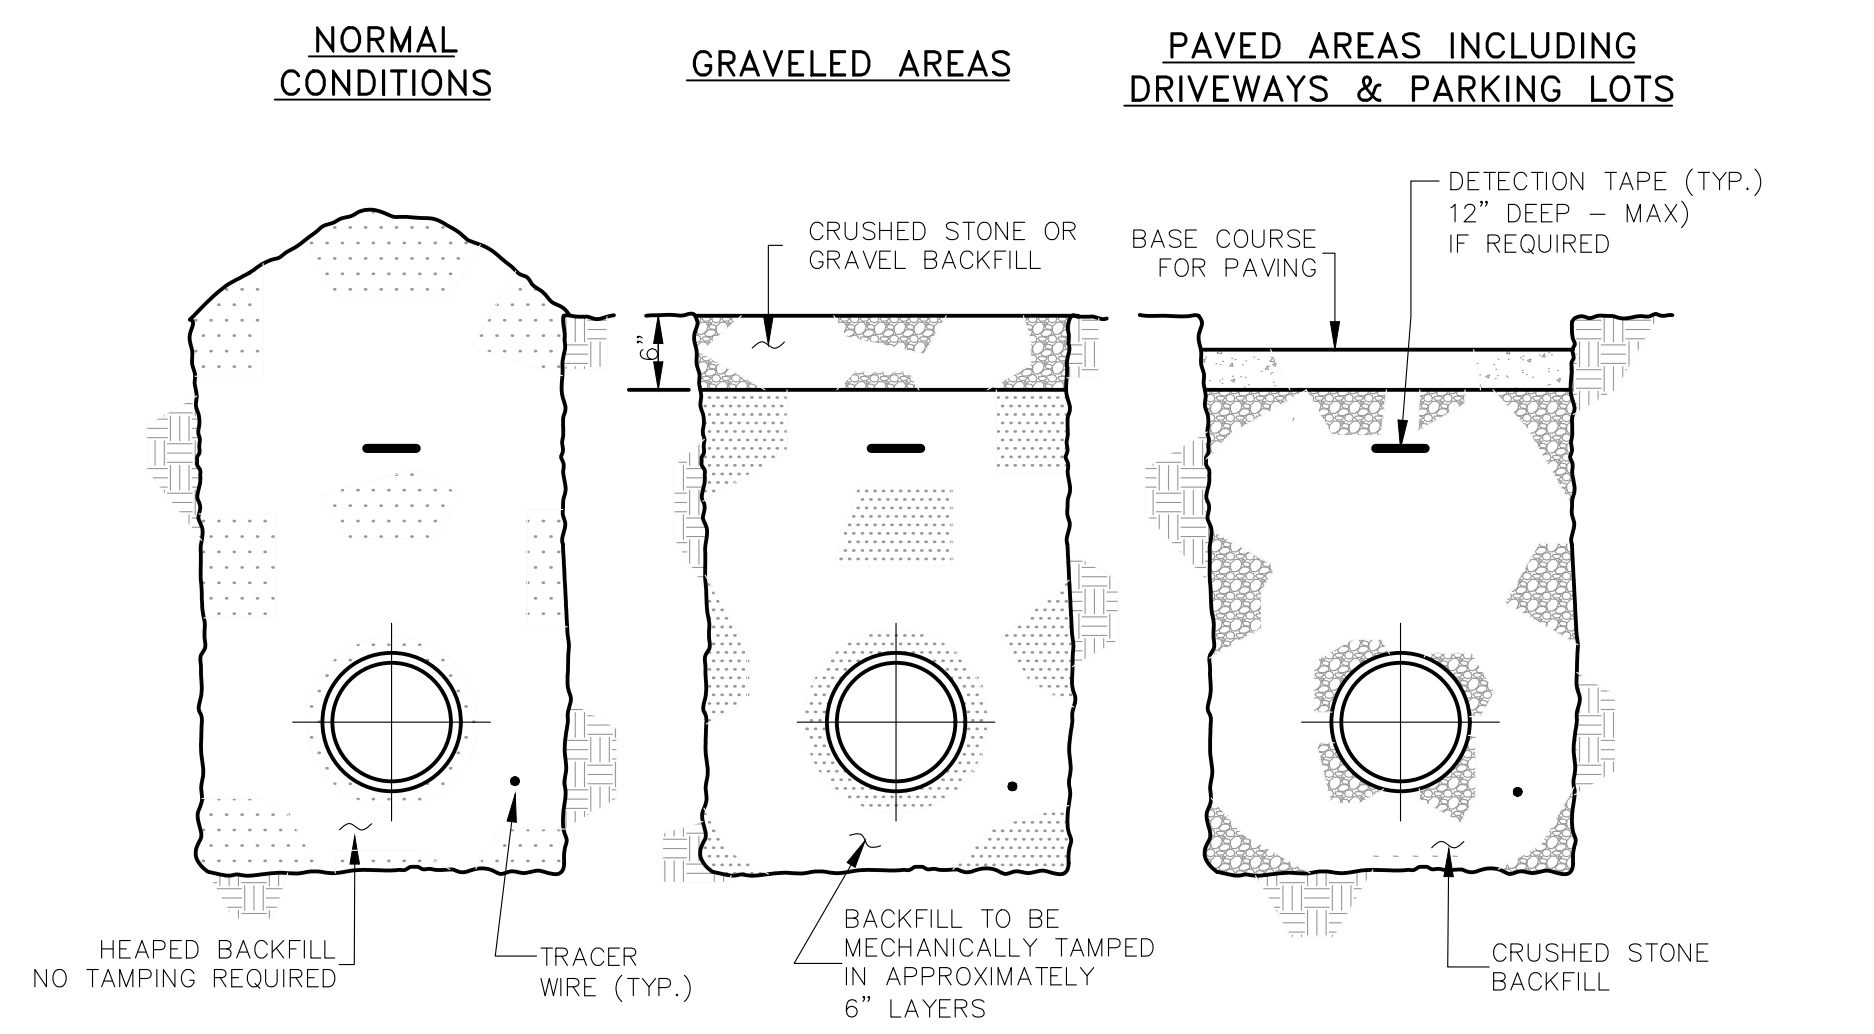 NORMAL
CONDITIONS
GRAVELED AREAS
PAVED AREAS INCLUDING
DRIVEWAYS & PARKING LOTS
DETECTION TAPE (TYP.)
12" DEEP – MAX)
IF REQUIRED
CRUSHED STONE OR
GRAVEL BACKFILL
BASE COURSE
FOR PAVING
6"
HEAPED BACKFILL
NO TAMPING REQUIRED
TRACER
WIRE (TYP.)
BACKFILL TO BE
MECHANICALLY TAMPED
IN APPROXIMATELY
6" LAYERS
CRUSHED STONE
BACKFILL